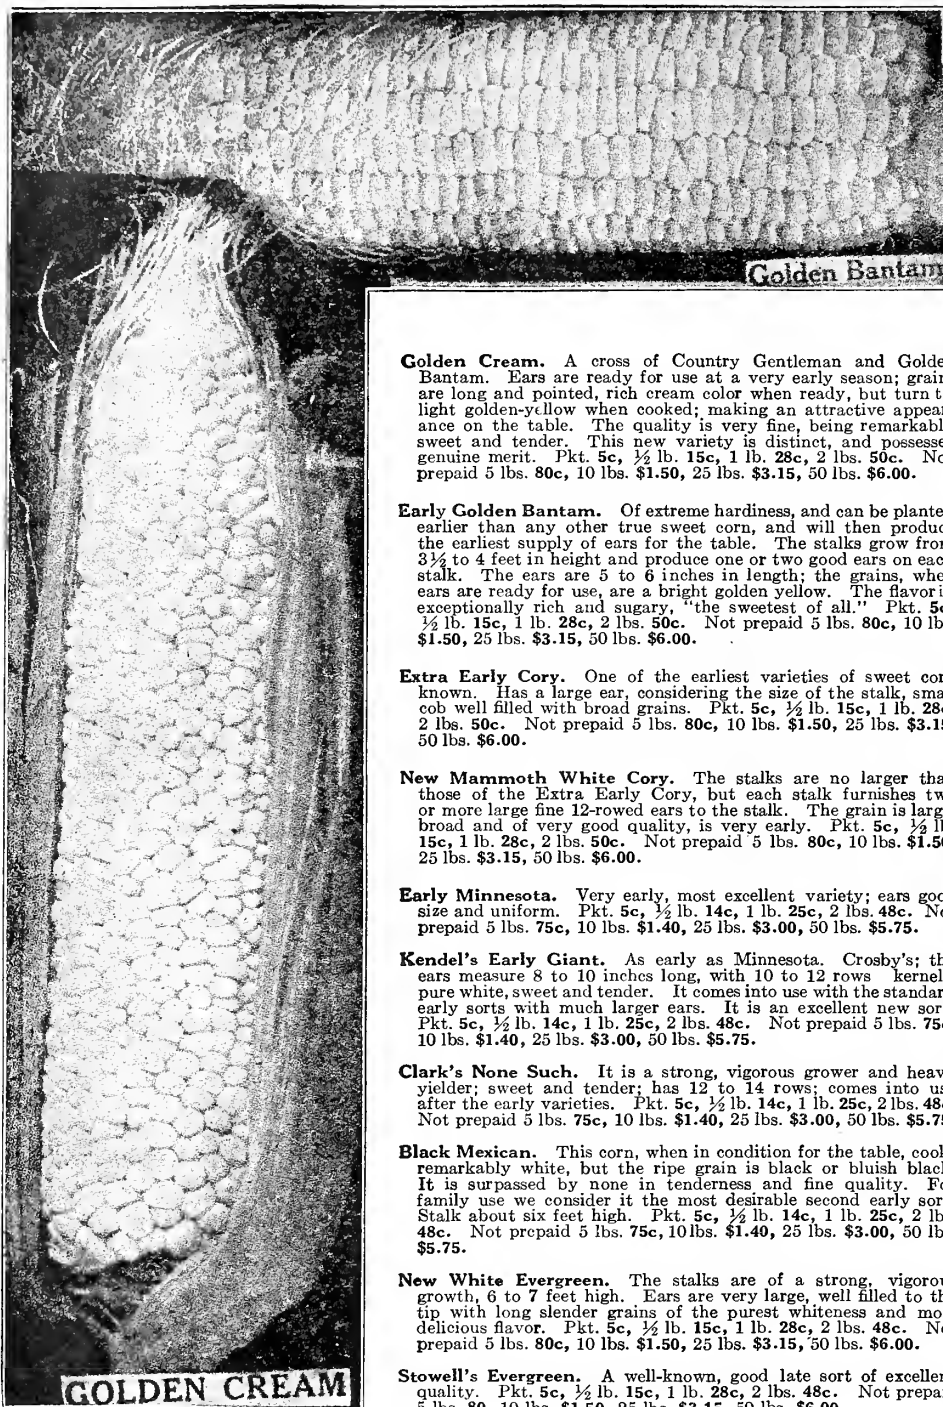 Golden Bantam
Golden Cream. A cross of Country Gentleman and Golde
Bantam. Ears are ready for use at a very early season; grain
are long and pointed, rich cream color when ready, but turn t
light golden-yellow when cooked; making an attractive appear
ance on the table. The quality is very fine, being remarkabl
sweet and tender. This new variety is distinct, and possesse
genuine merit. Pkt. 5c, ½ lb. 15c, 1 lb. 28c, 2 lbs. 50c. No
prepaid 5 lbs. 80c, 10 lbs. $1.50, 25 lbs. $3.15, 50 lbs. $6.00.
Early Golden Bantam. Of extreme hardiness, and can be plante
earlier than any other true sweet corn, and will then produc
the earliest supply of ears for the table. The stalks grow from
3½ to 4 feet in height and produce one or two good ears on eac
stalk. The ears are 5 to 6 inches in length; the grains, whe
ears are ready for use, are a bright golden yellow. The flavor i
exceptionally rich and sugary, "the sweetest of all." Pkt. 5c
½ lb. 15c, 1 lb. 28c, 2 lbs. 50c. Not prepaid 5 lbs. 80c, 10 lb
$1.50, 25 lbs. $3.15, 50 lbs. $6.00.
Extra Early Cory. One of the earliest varieties of sweet cor
known. Has a large ear, considering the size of the stalk, sma
cob well filled with broad grains. Pkt. 5c, ½ lb. 15c, 1 lb. 28c
2 lbs. 50c. Not prepaid 5 lbs. 80c, 10 lbs. $1.50, 25 lbs. $3.15
50 lbs. $6.00.
New Mammoth White Cory. The stalks are no larger tha
those of the Extra Early Cory, but each stalk furnishes tw
or more large fine 12-rowed ears to the stalk. The grain is larg
broad and of very good quality, is very early. Pkt. 5c, ½ lb
15c, 1 lb. 28c, 2 lbs. 50c. Not prepaid 5 lbs. 80c, 10 lbs. $1.50
25 lbs. $3.15, 50 lbs. $6.00.
Early Minnesota. Very early, most excellent variety; ears goo
size and uniform. Pkt. 5c, ½ lb. 14c, 1 lb. 25c, 2 lbs. 48c. No
prepaid 5 lbs. 75c, 10 lbs. $1.40, 25 lbs. $3.00, 50 lbs. $5.75.
Kendel's Early Giant. As early as Minnesota. Crosby's; th
ears measure 8 to 10 inches long, with 10 to 12 rows kernel
pure white, sweet and tender. It comes into use with the standar
early sorts with much larger ears. It is an excellent new sor
Pkt. 5c, ½ lb. 14c, 1 lb. 25c, 2 lbs. 48c. Not prepaid 5 lbs. 75c
10 lbs. $1.40, 25 lbs. $3.00, 50 lbs. $5.75.
Clark's None Such. It is a strong, vigorous grower and heav
yielder; sweet and tender; has 12 to 14 rows; comes into us
after the early varieties. Pkt. 5c, ½ lb. 14c, 1 lb. 25c, 2 lbs. 48c
Not prepaid 5 lbs. 75c, 10 lbs. $1.40, 25 lbs. $3.00, 50 lbs. $5.75
Black Mexican. This corn, when in condition for the table, cook
remarkably white, but the ripe grain is black or bluish black
It is surpassed by none in tenderness and fine quality. Fo
family use we consider it the most desirable second early sor
Stalk about six feet high. Pkt. 5c, ½ lb. 14c, 1 lb. 25c, 2 lb
48c. Not prepaid 5 lbs. 75c, 10 lbs. $1.40, 25 lbs. $3.00, 50 lb
$5.75.
New White Evergreen. The stalks are of a strong, vigorou
growth, 6 to 7 feet high. Ears are very large, well filled to th
tip with long slender grains of the purest whiteness and mo
delicious flavor. Pkt. 5c, ½ lb. 15c, 1 lb. 28c, 2 lbs. 48c. No
prepaid 5 lbs. 80c, 10 lbs. $1.50, 25 lbs. $3.15, 50 lbs. $6.00.
Stowell's Evergreen. A well-known, good late sort of excellen
quality. Pkt. 5c, ½ lb. 15c, 1 lb. 28c, 2 lbs. 48c. Not prepai
5 lbs. 80, 10 lbs. $1.50, 25 lbs. $3.15, 50 lbs. $6.00
GOLDEN CREAM